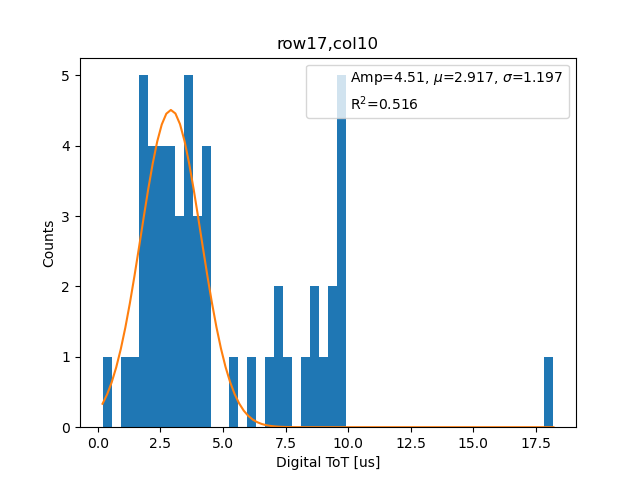 row17,col10
Amp=4.51, μ=2.917, σ=1.197
R²=0.516
Counts
5
4
3
2
1
0
0.0 2.5 5.0 7.5 10.0 12.5 15.0 17.5
Digital ToT [us]